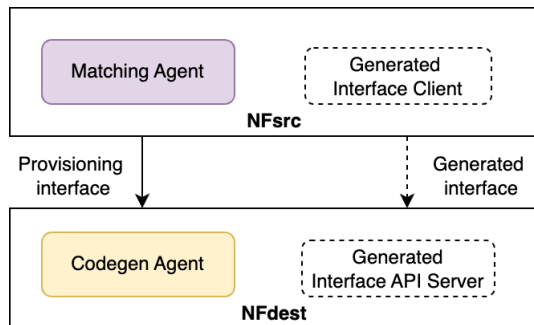 Matching Agent
Generated
Interface Client
NFsrc
Provisioning
interface
Generated
interface
Codegen Agent
Generated
Interface API Server
NFdest